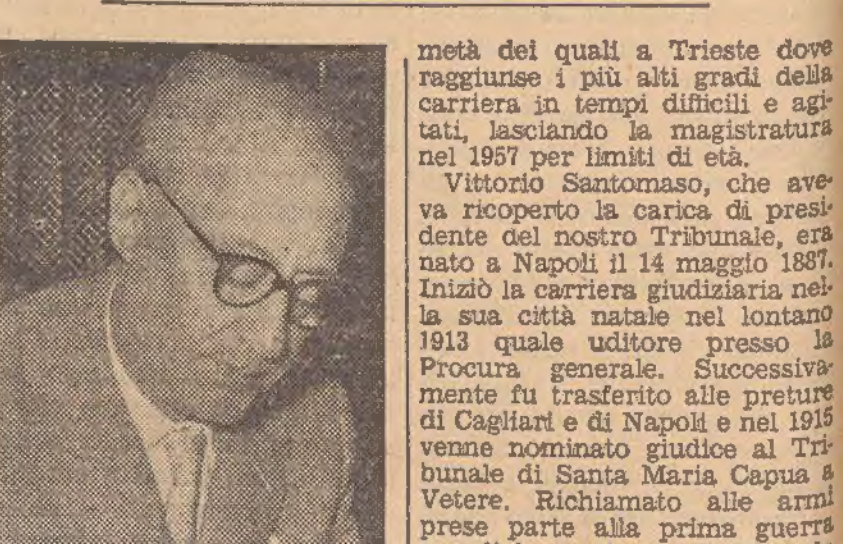 metà dei quali a Trieste dove
raggiunse i più alti gradi della
carriera in tempi difficili e agi-
tati, lasciando la magistratura
nel 1957 per limiti di età.
Vittorio Santomaso, che ave-
va ricoperto la carica di presi-
dente del nostro Tribunale, era
nato a Napoli il 14 maggio 1887.
Iniziò la carriera giudiziaria nel-
la sua città natale nel lontano
1913 quale uditore presso la
Procura generale. Successiva-
mente fu trasferito alle preture
di Cagliari e di Napoli e nel 1915
venne nominato giudice al Tri-
bunale di Santa Maria Capua a
Vetere. Richiamato alle armi
prese parte alla prima guerra